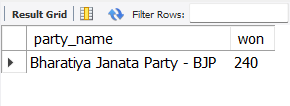 Result Grid Filter Rows:
party_name won
Bharatiya Janata Party - BJP 240